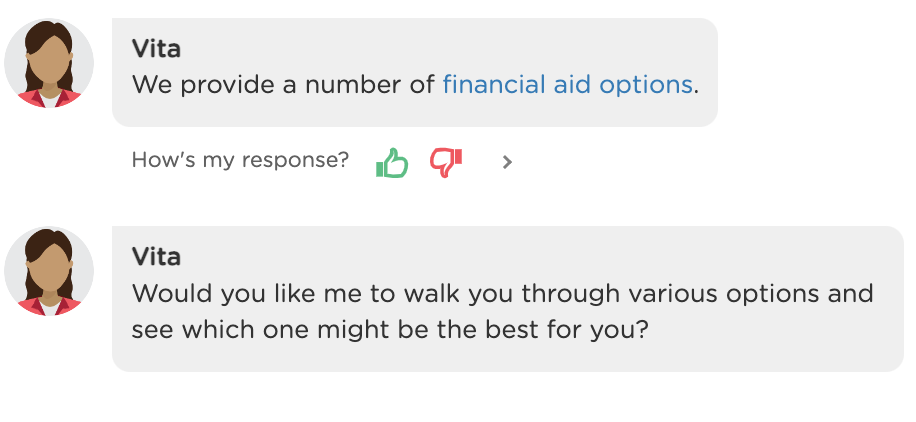 Vita
We provide a number of financial aid options.
How's my response?
Vita
Would you like me to walk you through various options and
see which one might be the best for you?